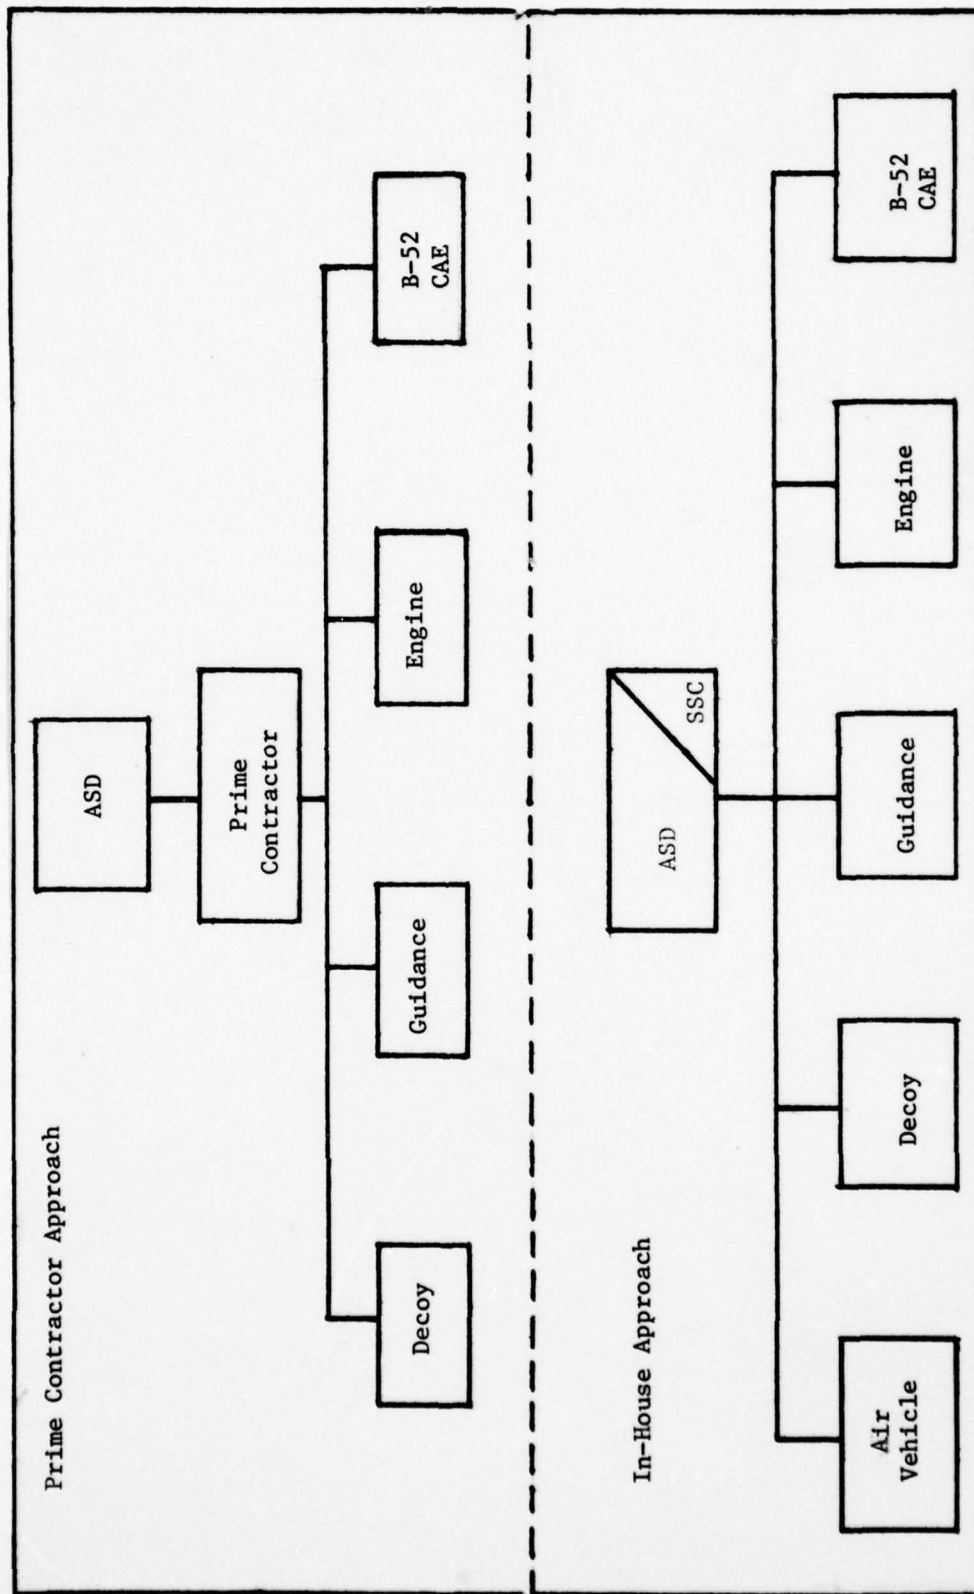 Prime Contractor Approach
ASD
Prime
Contractor
Decoy
Guidance
Engine
B-52
CAE
In-House Approach
ASD
SSC
Air
Vehicle
Decoy
Guidance
Engine
B-52
CAE